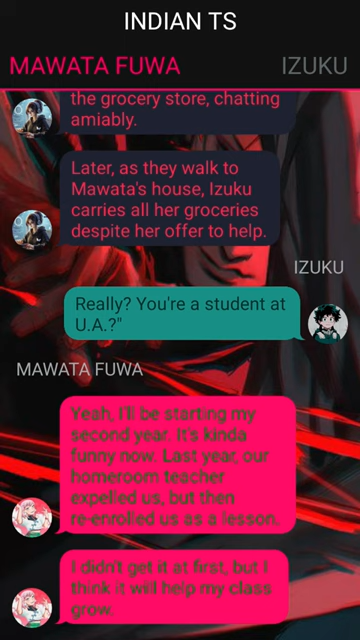 INDIAN TS
MAWATA FUWA
IZUKU
the grocery store, chatting
amiably.
Later, as they walk to
Mawata's house, Izuku
carries all her groceries
despite her offer to help.
IZUKU
Really? You're a student at
U.A.?"
MAWATA FUWA
Yeah, I'll be starting my
second year. It's kinda
funny now. Last year, our
homeroom teacher
expelled us, but then
re-enrolled us as a lesson.
I didn't get it at first, but I
think it will help my class
grow.